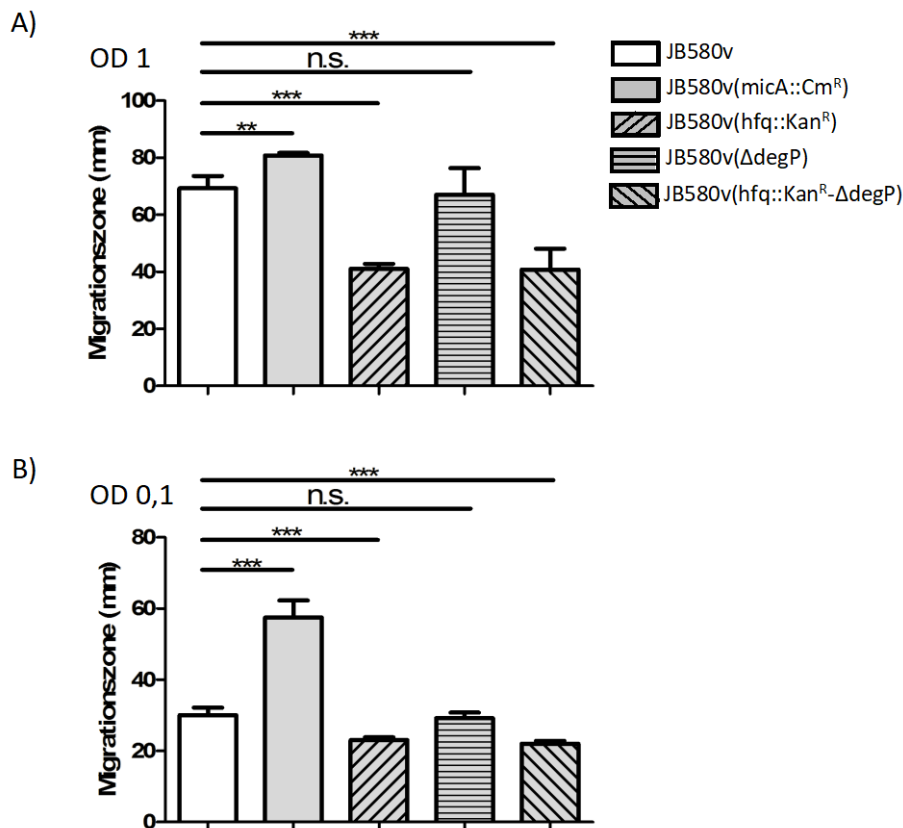 A)
OD 1
***
n.s.
***
**
100
80
60
40
20
0
Migrationszone (mm)
JB580v
JB580v(micA::Cmᴿ)
JB580v(hfq::Kanᴿ)
JB580v(ΔdegP)
JB580v(hfq::Kanᴿ-ΔdegP)
B)
OD 0,1
***
n.s.
***
***
80
60
40
20
0
Migrationszone (mm)